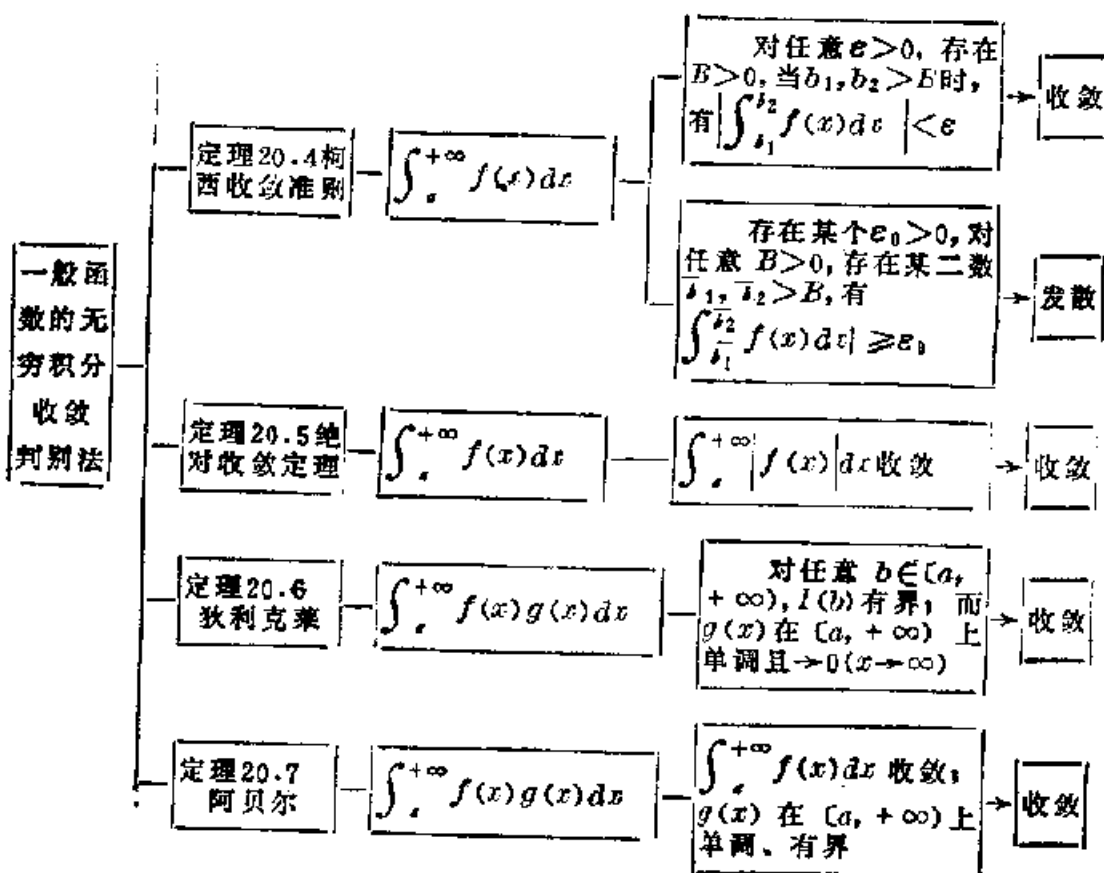 一般函
数的无
穷积分
收敛
判别法
定理20.4柯
西收敛准则
∫_a^{+∞} f(x)dx
对任意ε>0, 存在
B>0, 当b₁, b₂>B时,
有|∫_{b₁}^{b₂} f(x)dx|<ε
收敛
存在某个ε₀>0, 对
任意 B>0, 存在某二数
b̄₁, b̄₂>B, 有
∫_{b̄₁}^{b̄₂} f(x)dx| ≥ε₀
发散
定理20.5绝
对收敛定理
∫_a^{+∞} f(x)dx
∫_a^{+∞} |f(x)|dx收敛
收敛
定理20.6
狄利克莱
∫_a^{+∞} f(x)g(x)dx
对任意 b∈〔a,
+∞), I(b)有界; 而
g(x)在〔a, +∞) 上
单调且→0(x→∞)
收敛
定理20.7
阿贝尔
∫_a^{+∞} f(x)g(x)dx
∫_a^{+∞} f(x)dx 收敛;
g(x) 在〔a, +∞)上
单调、有界
收敛